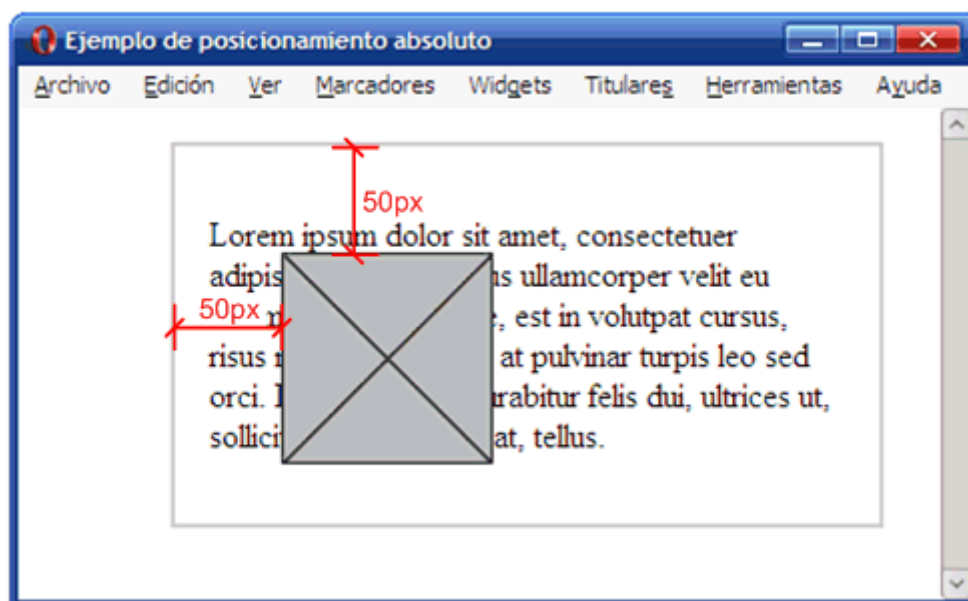 Ejemplo de posicionamiento absoluto
Archivo Edición Ver Marcadores Widgets Titulares Herramientas Ayuda
50px
Lorem ipsum dolor sit amet, consectetuer
adipis us ullamcorper velit eu
50px , est in volutpat cursus,
risus at pulvinar turpis leo sed
orci. rabitur felis dui, ultrices ut,
sollicit at, tellus.